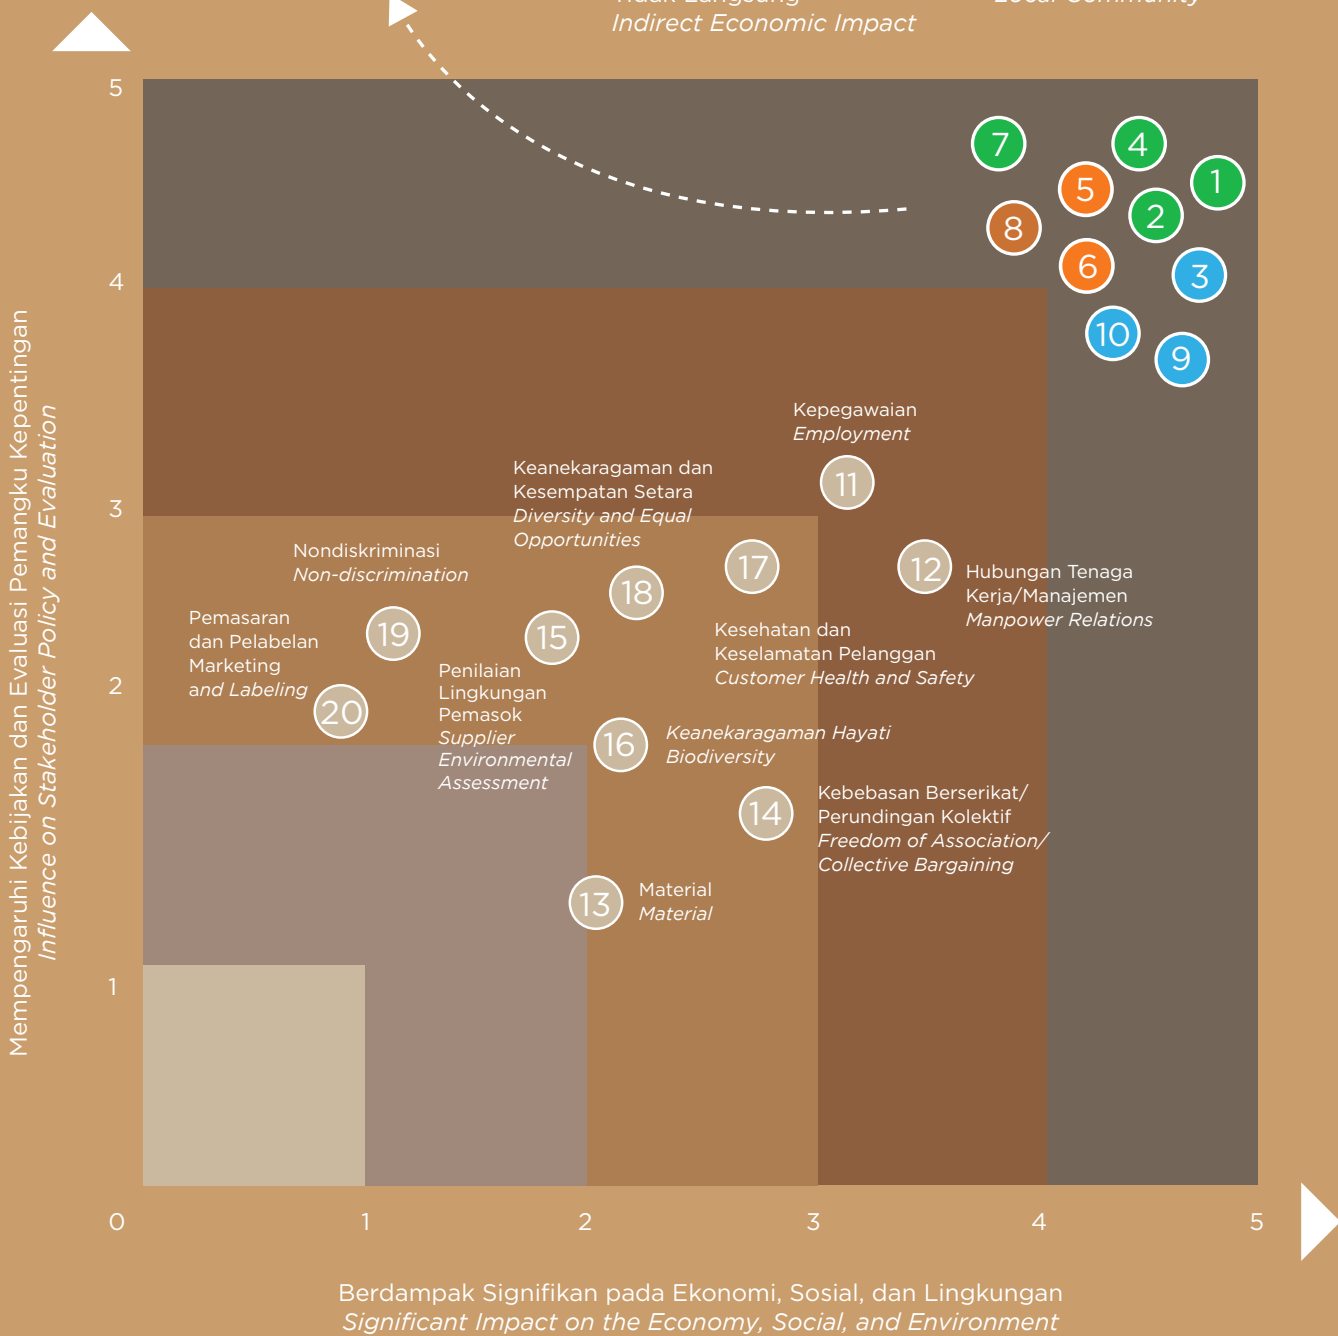 Indirect Economic Impact
5
7
4
1
5
2
8
6
3
4
10
9
Kepegawaian
Employment
11
3
Keanekaragaman dan
Kesempatan Setara
Diversity and Equal
Opportunities
18
17
12
Hubungan Tenaga
Kerja/Manajemen
Manpower Relations
Nondiskriminasi
Non-discrimination
19
15
Kesehatan dan
Keselamatan Pelanggan
Customer Health and Safety
Pemasaran
dan Pelabelan
Marketing
and Labeling
20
2
Penilaian
Lingkungan
Pemasok
Supplier
Environmental
Assessment
16
Keanekaragaman Hayati
Biodiversity
14
Kebebasan Berserikat/
Perundingan Kolektif
Freedom of Association/
Collective Bargaining
13
Material
Material
1
0
1
2
3
4
5
Mempengaruhi Kebijakan dan Evaluasi Pemangku Kepentingan
Influence on Stakeholder Policy and Evaluation
Berdampak Signifikan pada Ekonomi, Sosial, dan Lingkungan
Significant Impact on the Economy, Social, and Environment